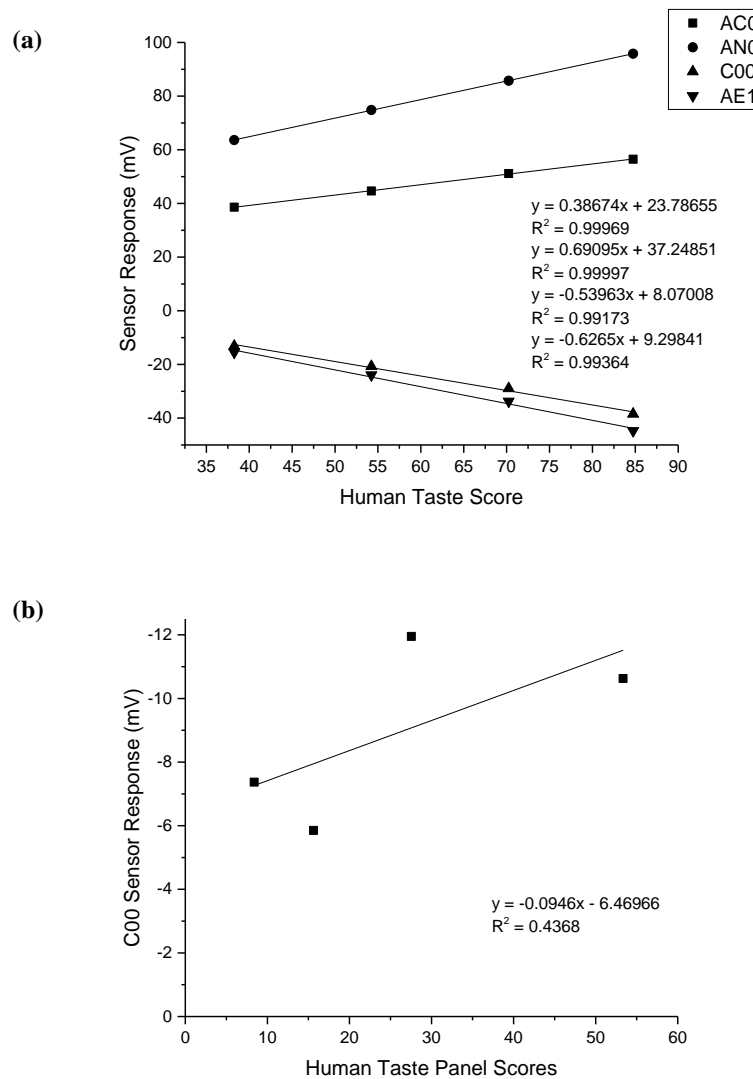 (a)
AC0
AN0
C00
AE1
100
80
60
40
20
0
-20
-40
Sensor Response (mV)
y = 0.38674x + 23.78655
R² = 0.99969
y = 0.69095x + 37.24851
R² = 0.99997
y = -0.53963x + 8.07008
R² = 0.99173
y = -0.6265x + 9.29841
R² = 0.99364
35 40 45 50 55 60 65 70 75 80 85 90
Human Taste Score
(b)
-12
-10
-8
-6
-4
-2
0
C00 Sensor Response (mV)
y = -0.0946x - 6.46966
R² = 0.4368
0 10 20 30 40 50 60
Human Taste Panel Scores